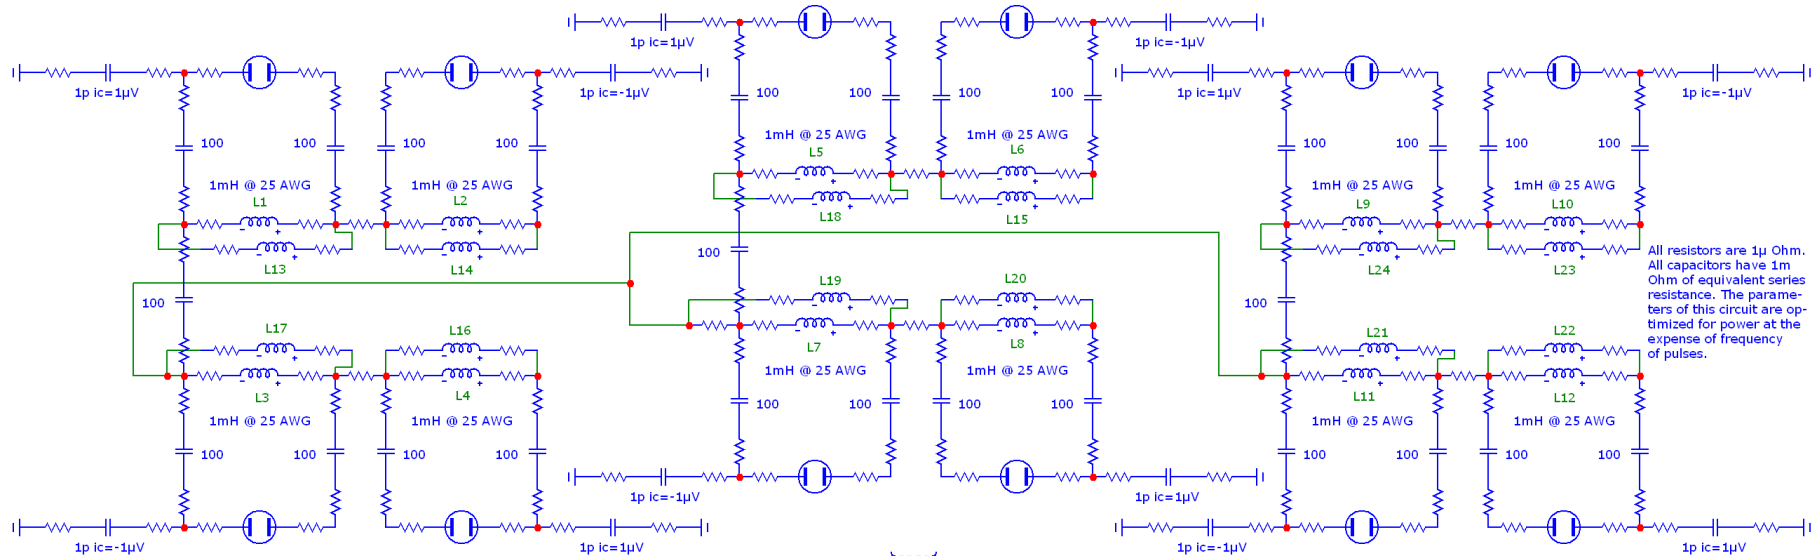 1p ic=1µV
1p ic=-1µV
100
100
100
100
1mH @ 25 AWG
1mH @ 25 AWG
L5
L6
L18
L15
100
L19
L20
L7
L8
1mH @ 25 AWG
1mH @ 25 AWG
100
100
100
100
1p ic=-1µV
1p ic=1µV
1p ic=1µV
1p ic=-1µV
100
100
100
100
1mH @ 25 AWG
1mH @ 25 AWG
L1
L2
L13
L14
100
L17
L16
L3
L4
1mH @ 25 AWG
1mH @ 25 AWG
100
100
100
100
1p ic=-1µV
1p ic=1µV
1p ic=1µV
1p ic=-1µV
100
100
100
100
1mH @ 25 AWG
1mH @ 25 AWG
L9
L10
L24
L23
100
L21
L22
L11
L12
1mH @ 25 AWG
1mH @ 25 AWG
100
100
100
100
1p ic=-1µV
1p ic=1µV
All resistors are 1µ Ohm.
All capacitors have 1m
Ohm of equivalent series
resistance. The parame-
ters of this circuit are op-
timized for power at the
expense of frequency
of pulses.